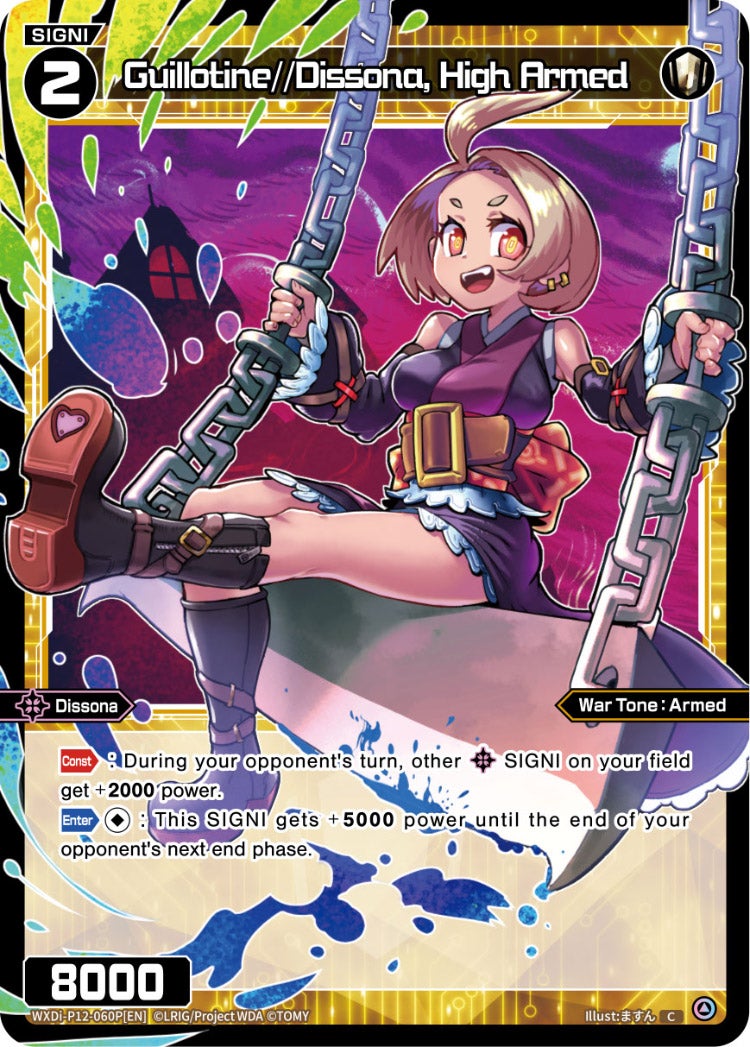 SIGNI
2
Guillotine//Dissona, High Armed
Dissona
War Tone : Armed
Const : During your opponent's turn, other SIGNI on your field
get +2000 power.
Enter : This SIGNI gets +5000 power until the end of your
opponent's next end phase.
8000
WXDi-P12-060P[EN] ©LRIG/Project WDA ©TOMY
Illust:ますん C